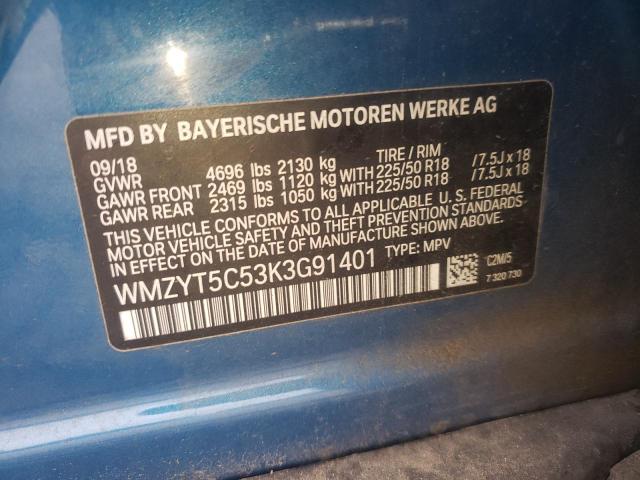 MFD BY BAYERISCHE MOTOREN WERKE AG
09/18 TIRE / RIM
GVWR 4696 lbs 2130 kg
GAWR FRONT 2469 lbs 1120 kg WITH 225/50 R18 /7.5J x 18
GAWR REAR 2315 lbs 1050 kg WITH 225/50 R18 /7.5J x 18
THIS VEHICLE CONFORMS TO ALL APPLICABLE U. S. FEDERAL
MOTOR VEHICLE SAFETY AND THEFT PREVENTION STANDARDS
IN EFFECT ON THE DATE OF MANUFACTURE SHOWN ABOVE.
WMZYT5C53K3G91401 TYPE: MPV
C2M/5
7 320 730